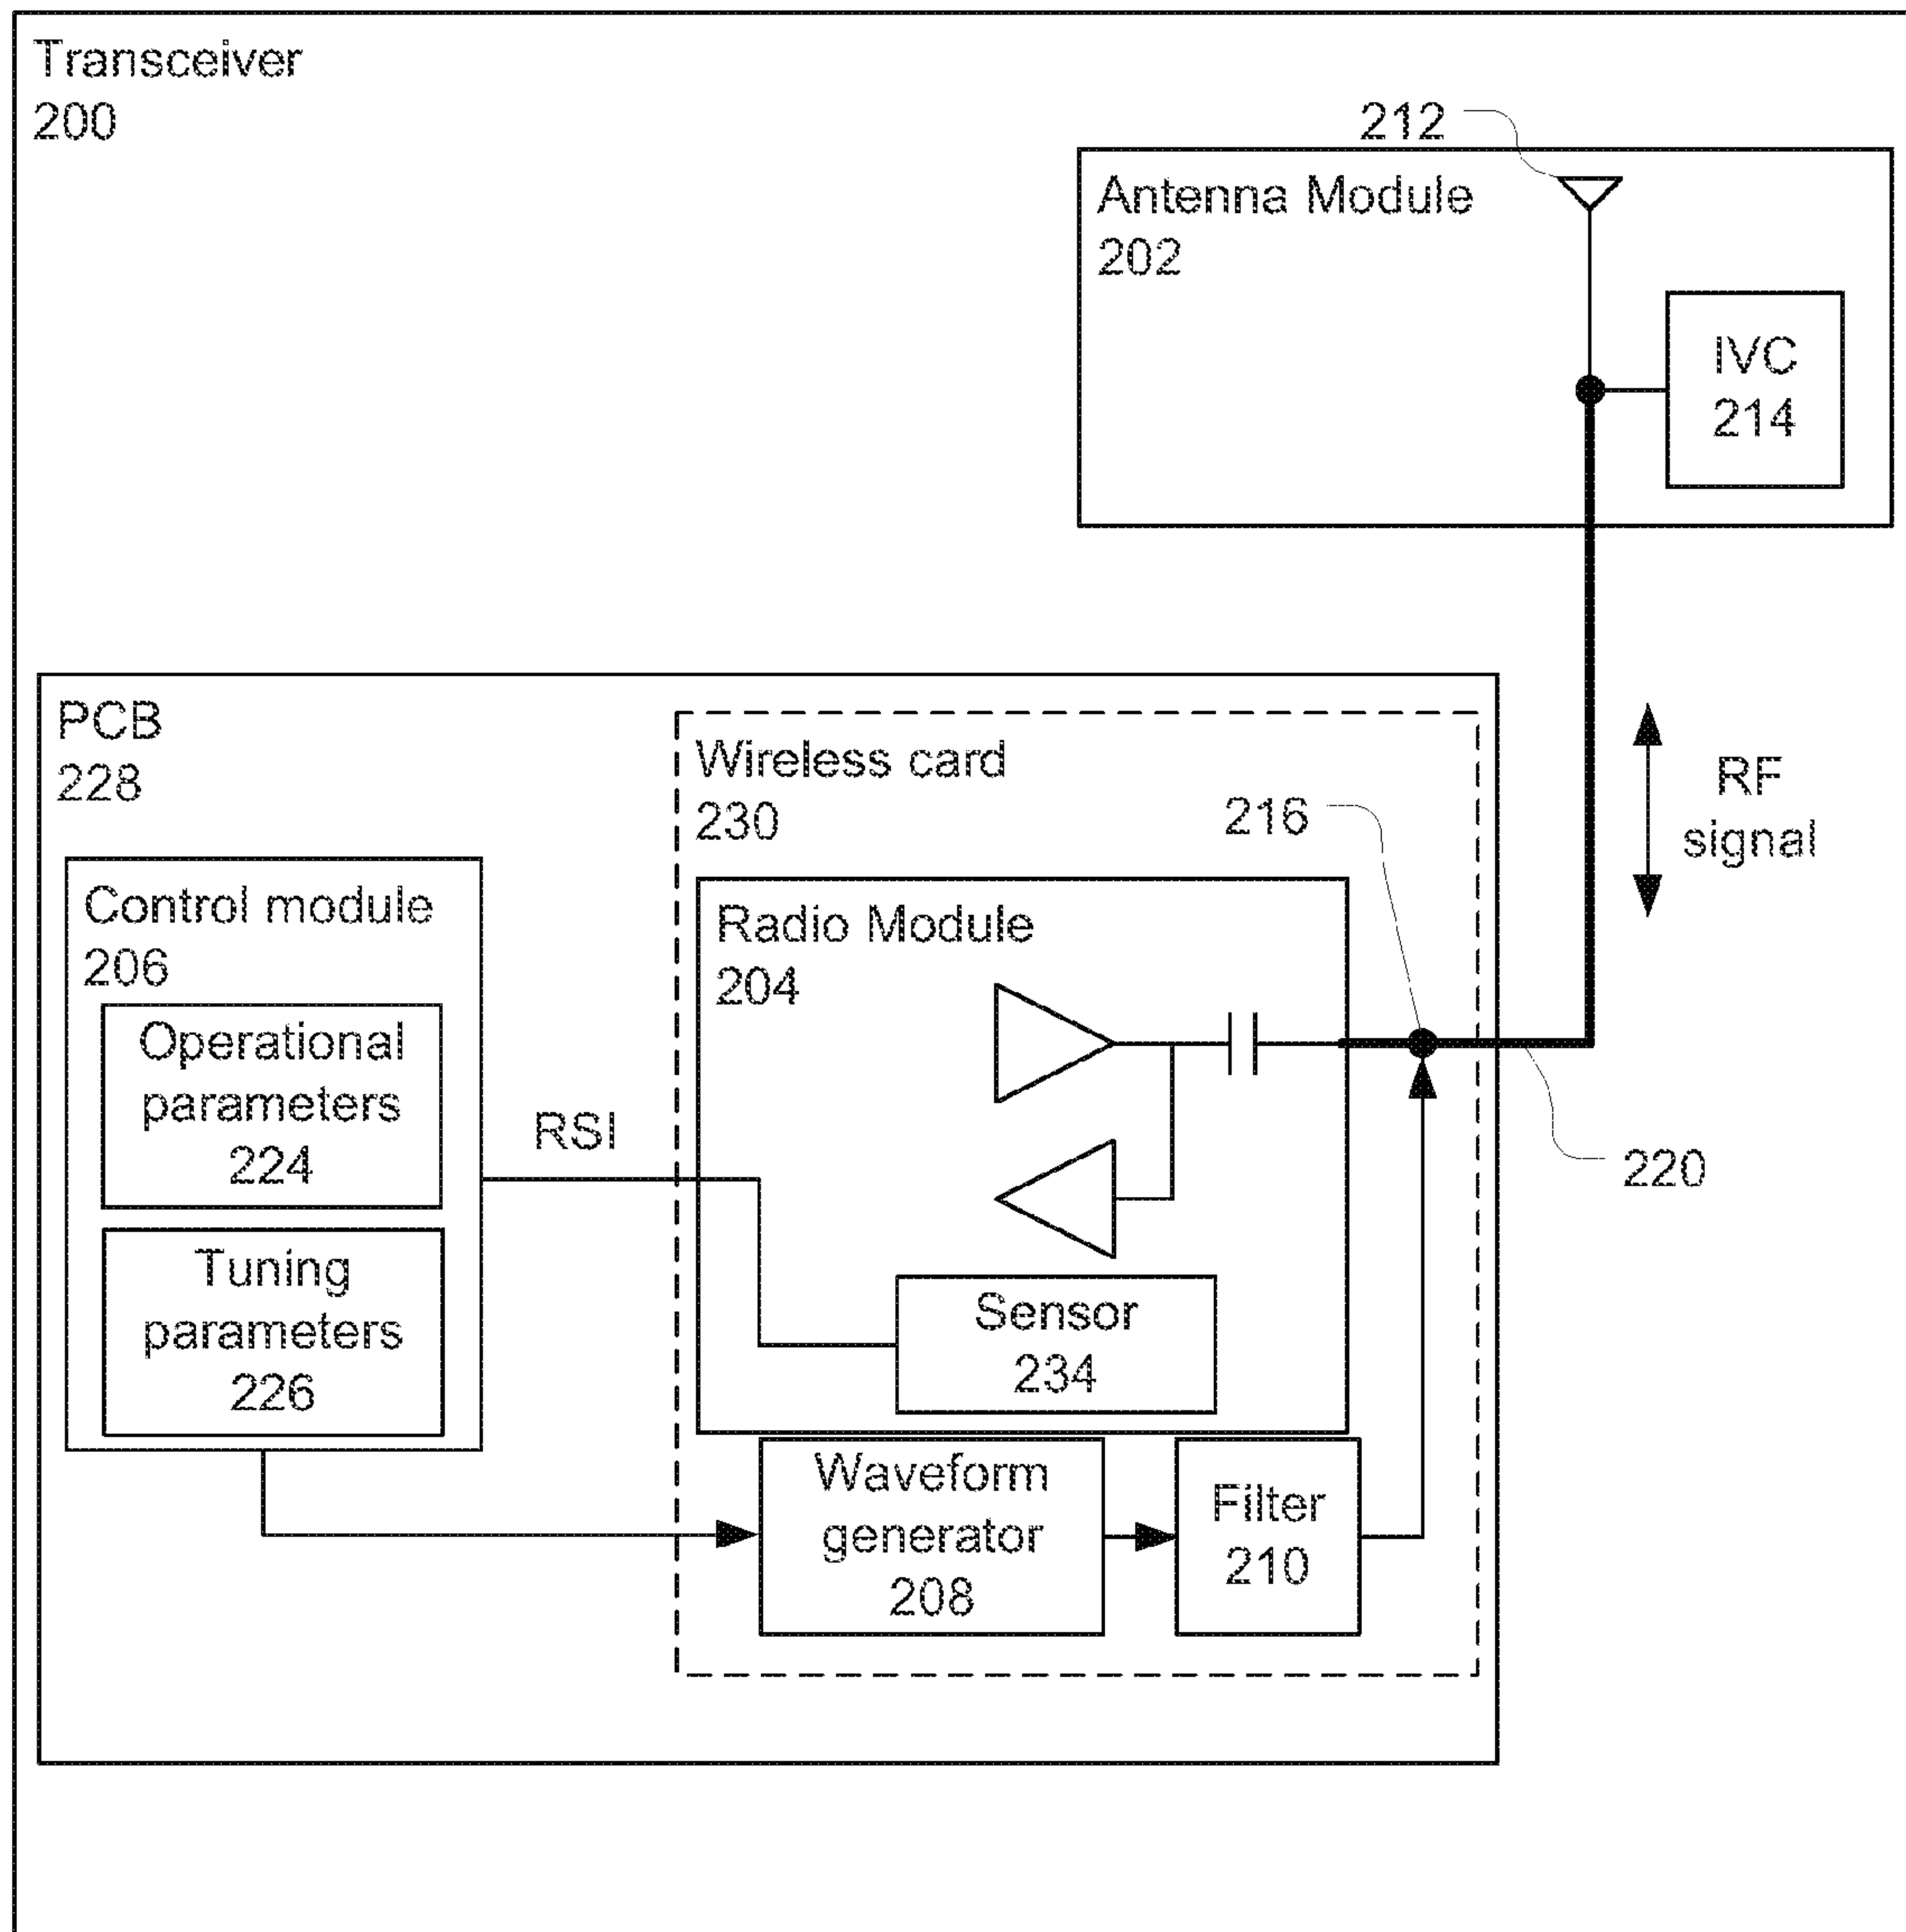 Transceiver
200
212
Antenna Module
202
IVC
214
PCB
228
Wireless card
230
216
RF
signal
Control module
206
Radio Module
204
Operational
parameters
224
RSI
220
Tuning
parameters
226
Sensor
234
Waveform
generator
208
Filter
210